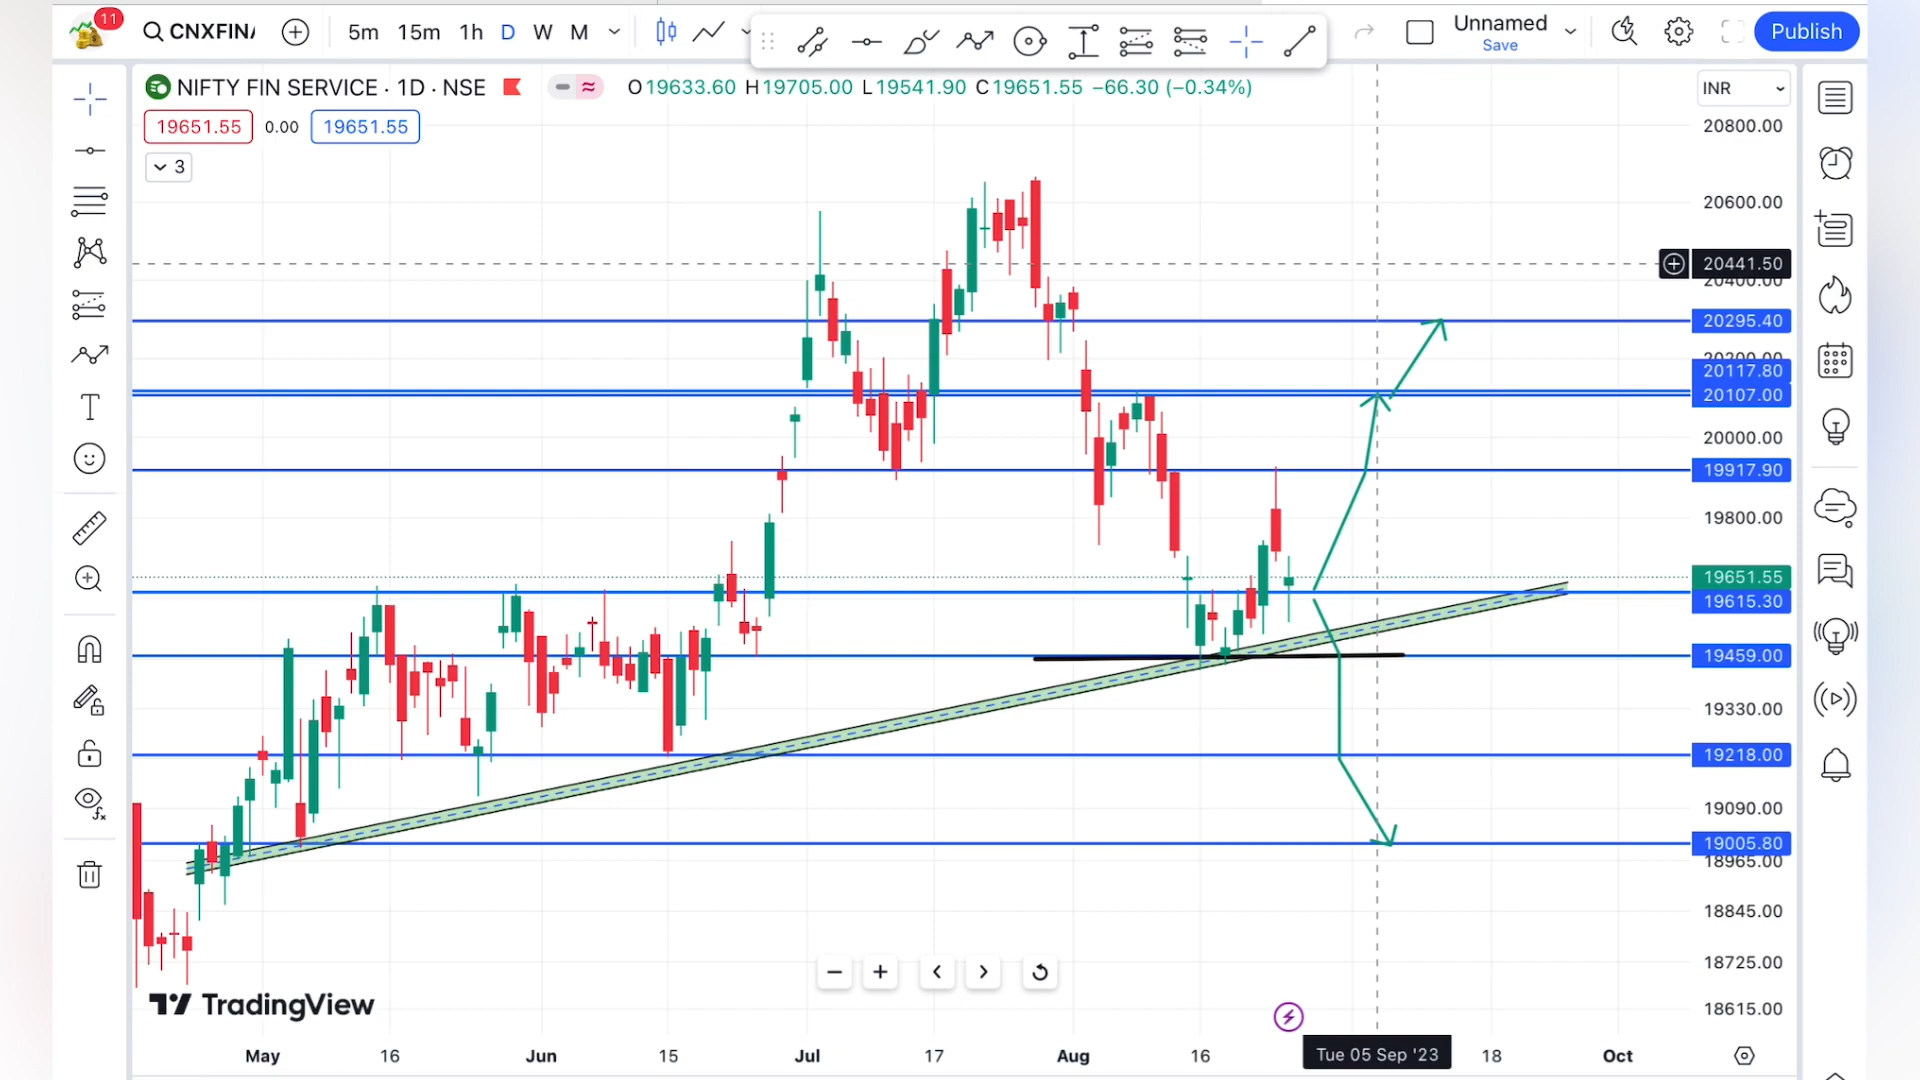 11
CNXFIN
5m 15m 1h D W M
Unnamed
Save
Publish
NIFTY FIN SERVICE · 1D · NSE
O19633.60 H19705.00 L19541.90 C19651.55 −66.30 (−0.34%)
INR
19651.55 0.00 19651.55
3
20800.00
20600.00
20441.50
20400.00
20295.40
20200.00
20117.80
20107.00
20000.00
19917.90
19800.00
19651.55
19615.30
19459.00
19330.00
19218.00
19090.00
19005.80
18965.00
18845.00
18725.00
18615.00
TradingView
May 16 Jun 15 Jul 17 Aug 16 Tue 05 Sep '23 18 Oct